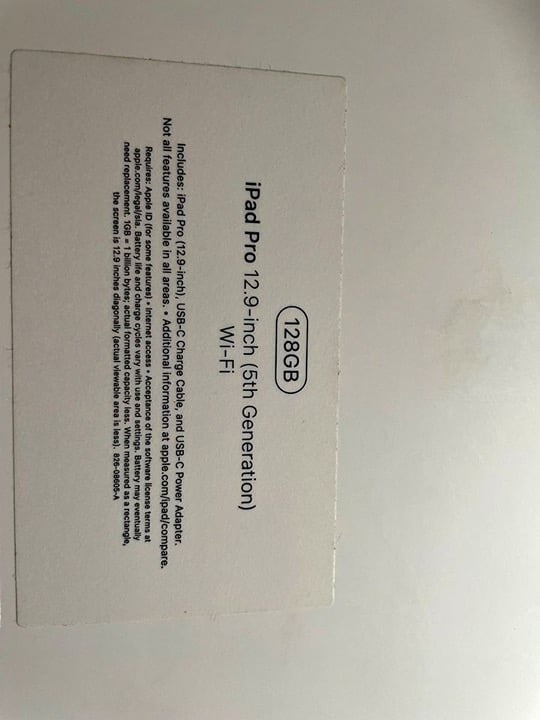 128GB
iPad Pro 12.9-inch (5th Generation)
Wi-Fi
Includes: iPad Pro (12.9-inch), USB-C Charge Cable, and USB-C Power Adapter.
Not all features available in all areas. • Additional information at apple.com/ipad/compare.
Requires: Apple ID (for some features) • Internet access • Acceptance of the software license terms at
apple.com/legal/sla. Battery life and charge cycles vary with use and settings. Battery may eventually
need replacement. 1GB = 1 billion bytes; actual formatted capacity less. When measured as a rectangle,
the screen is 12.9 inches diagonally (actual viewable area is less). 826-08605-A